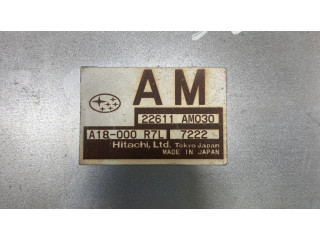 AM
22611 AM030
A18-000 R7L 7222
Hitachi, Ltd. Tokyo Japan
MADE IN JAPAN